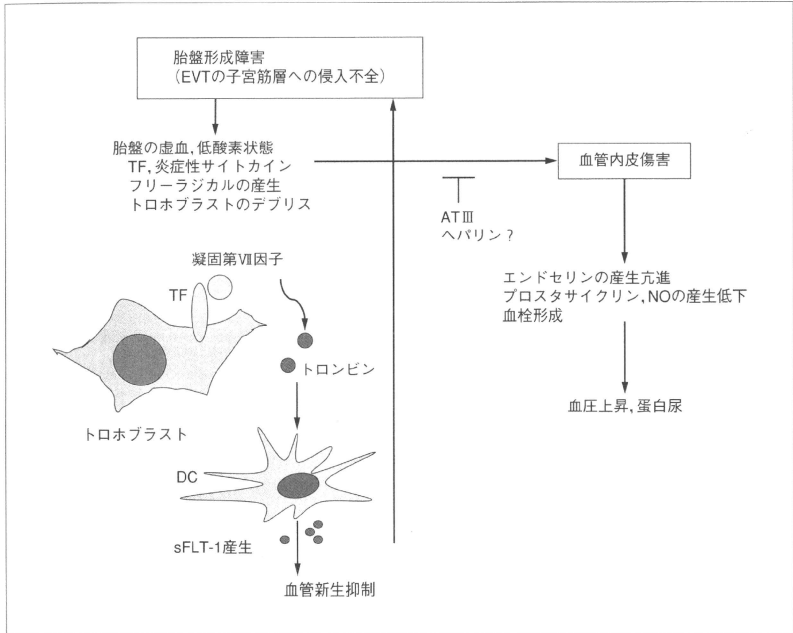 胎盤形成障害
(EVTの子宮筋層への侵入不全)
胎盤の虚血,低酸素状態
TF,炎症性サイトカイン
フリーラジカルの産生
トロホブラストのデブリス
血管内皮傷害
ATⅢ
ヘパリン?
エンドセリンの産生亢進
プロスタサイクリン,NOの産生低下
血栓形成
血圧上昇,蛋白尿
凝固第Ⅶ因子
TF
トロンビン
トロホブラスト
DC
sFLT-1産生
血管新生抑制